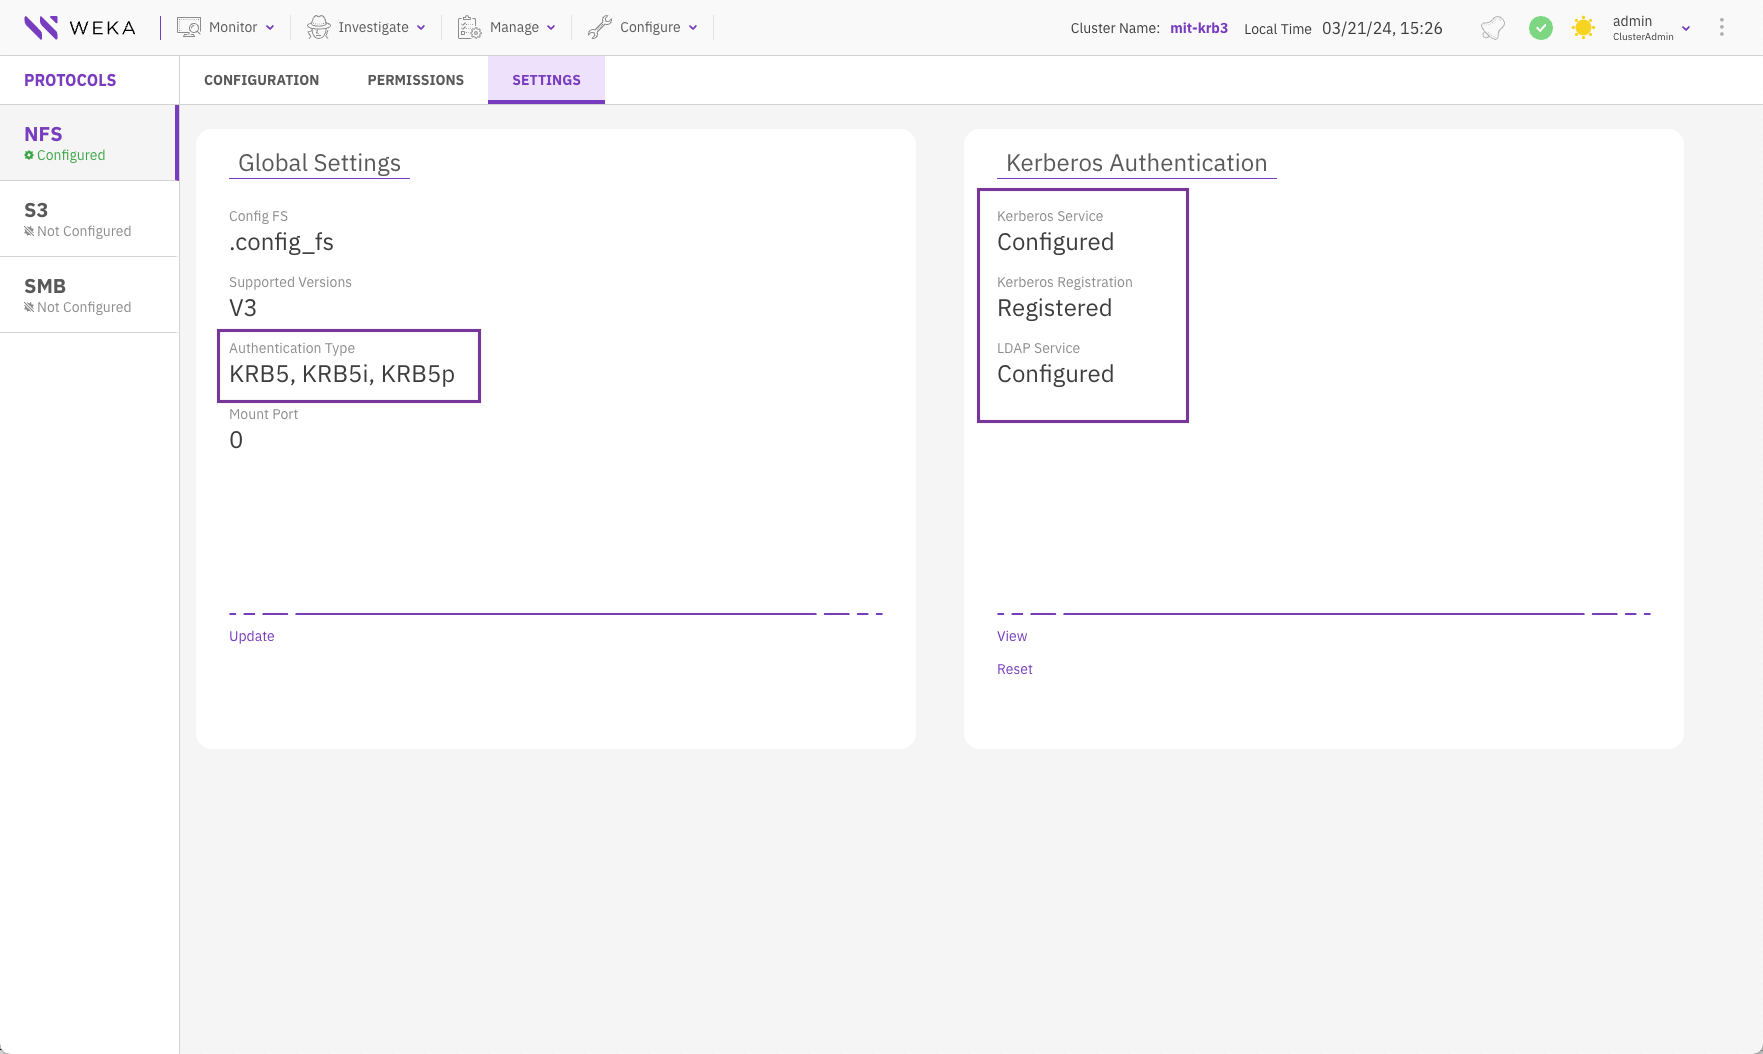 WEKA Monitor Investigate Manage Configure Cluster Name: mit-krb3 Local Time 03/21/24, 15:26 admin
ClusterAdmin
PROTOCOLS CONFIGURATION PERMISSIONS SETTINGS
NFS
Configured
S3
Not Configured
SMB
Not Configured
Global Settings
Config FS
.config_fs
Supported Versions
V3
Authentication Type
KRB5, KRB5i, KRB5p
Mount Port
0
Update
Kerberos Authentication
Kerberos Service
Configured
Kerberos Registration
Registered
LDAP Service
Configured
View
Reset